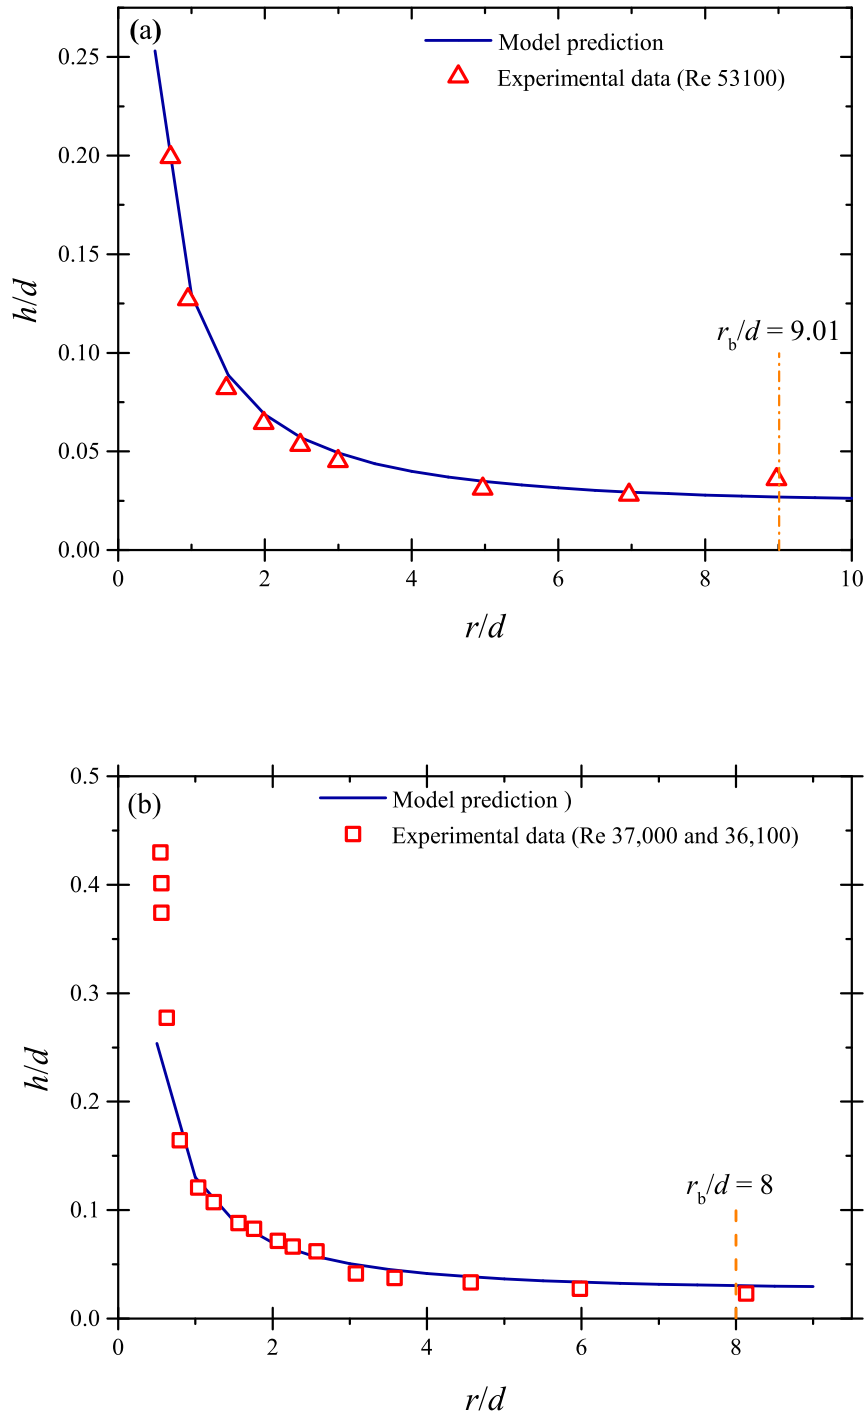 (a)
Model prediction
Experimental data (Re 53100)
0.25
0.20
0.15
0.10
0.05
0.00
h/d
r_b/d = 9.01
0 2 4 6 8 10
r/d
(b)
Model prediction )
Experimental data (Re 37,000 and 36,100)
0.5
0.4
0.3
0.2
0.1
0.0
h/d
r_b/d = 8
0 2 4 6 8
r/d